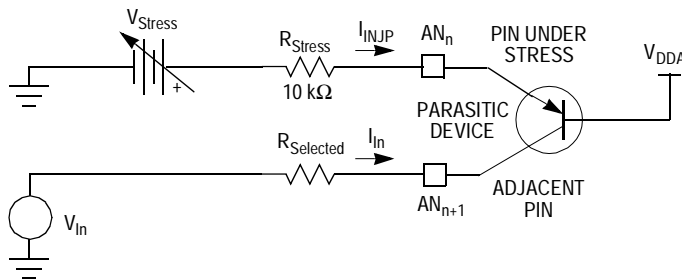 V_Stress
+
R_Stress
10 kΩ
I_INJP
AN_n
PIN UNDER
STRESS
V_DDA
PARASITIC
DEVICE
R_Selected
I_In
AN_n+1
ADJACENT
PIN
V_In